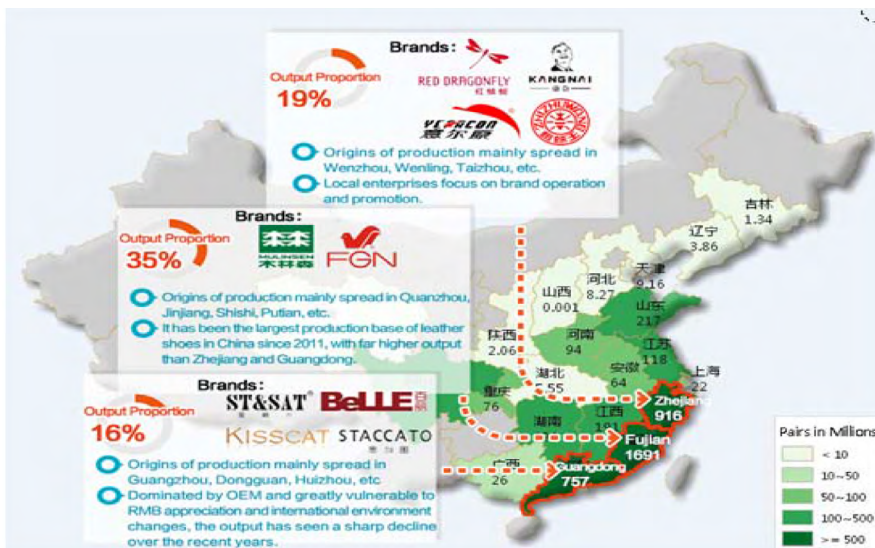 Brands:
RED DRAGONFLY
红蜻蜓
KANGNAI
康奈
YEARCON
意尔康
Output Proportion
19%
Origins of production mainly spread in
Wenzhou, Wenling, Taizhou, etc.
Local enterprises focus on brand operation
and promotion.
Brands:
MULINSEN
木林森
FGN
Output Proportion
35%
Origins of production mainly spread in Quanzhou,
Jinjiang, Shishi, Putian, etc.
It has been the largest production base of leather
shoes in China since 2011, with far higher output
than Zhejiang and Guangdong.
Brands:
ST&SAT
BeLLE
KISSCAT
STACCATO
Output Proportion
16%
Origins of production mainly spread in
Guangzhou, Dongguan, Huizhou, etc
Dominated by OEM and greatly vulnerable to
RMB appreciation and international environment
changes, the output has seen a sharp decline
over the recent years.
吉林
1.34
辽宁
3.86
天津
9.16
河北
8.27
山西
0.001
山东
217
陕西
2.06
河南
94
江苏
118
安徽
64
上海
22
湖北
重庆
76
湖南
江西
Zhejiang
916
Fujian
1691
Guangdong
757
广西
26
Pairs in Millions
< 10
10~50
50~100
100~500
>= 500